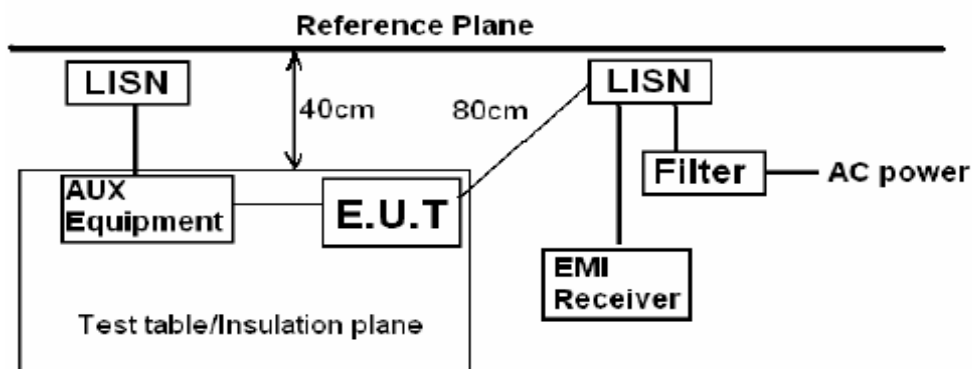 Reference Plane
LISN
40cm
80cm
LISN
Filter
AC power
AUX
Equipment
E.U.T
EMI
Receiver
Test table/Insulation plane